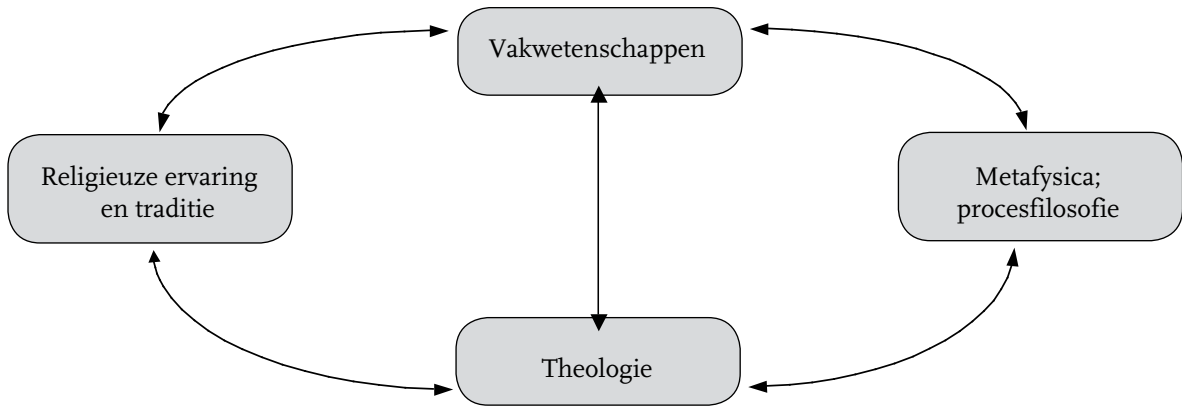 Vakwetenschappen
Religieuze ervaring
en traditie
Metafysica;
procesfilosofie
Theologie